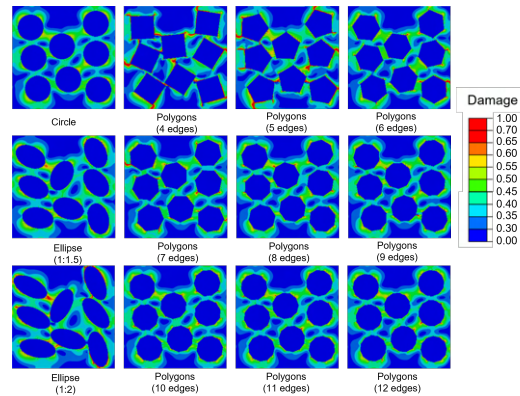 Circle
Polygons
(4 edges)
Polygons
(5 edges)
Polygons
(6 edges)
Damage
1.00
0.70
0.65
0.60
0.55
0.50
0.45
0.40
0.35
0.30
0.00
Ellipse
(1:1.5)
Polygons
(7 edges)
Polygons
(8 edges)
Polygons
(9 edges)
Ellipse
(1:2)
Polygons
(10 edges)
Polygons
(11 edges)
Polygons
(12 edges)